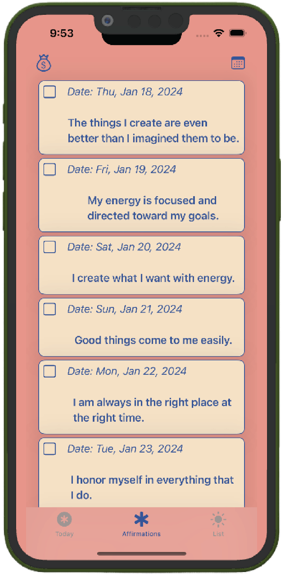 9:53
Date: Thu, Jan 18, 2024
The things I create are even
better than I imagined them to be.
Date: Fri, Jan 19, 2024
My energy is focused and
directed toward my goals.
Date: Sat, Jan 20, 2024
I create what I want with energy.
Date: Sun, Jan 21, 2024
Good things come to me easily.
Date: Mon, Jan 22, 2024
I am always in the right place at
the right time.
Date: Tue, Jan 23, 2024
I honor myself in everything that
I do.
Today Affirmations List